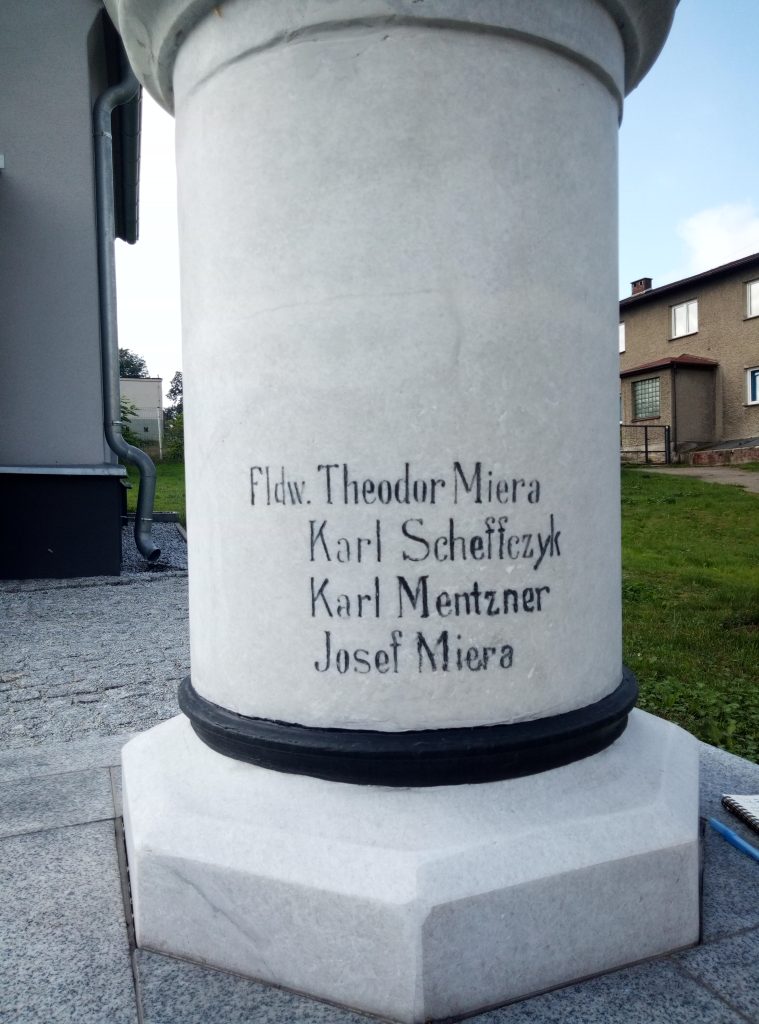 Fldw. Theodor Miera
Karl Scheffczyk
Karl Mentzner
Josef Miera